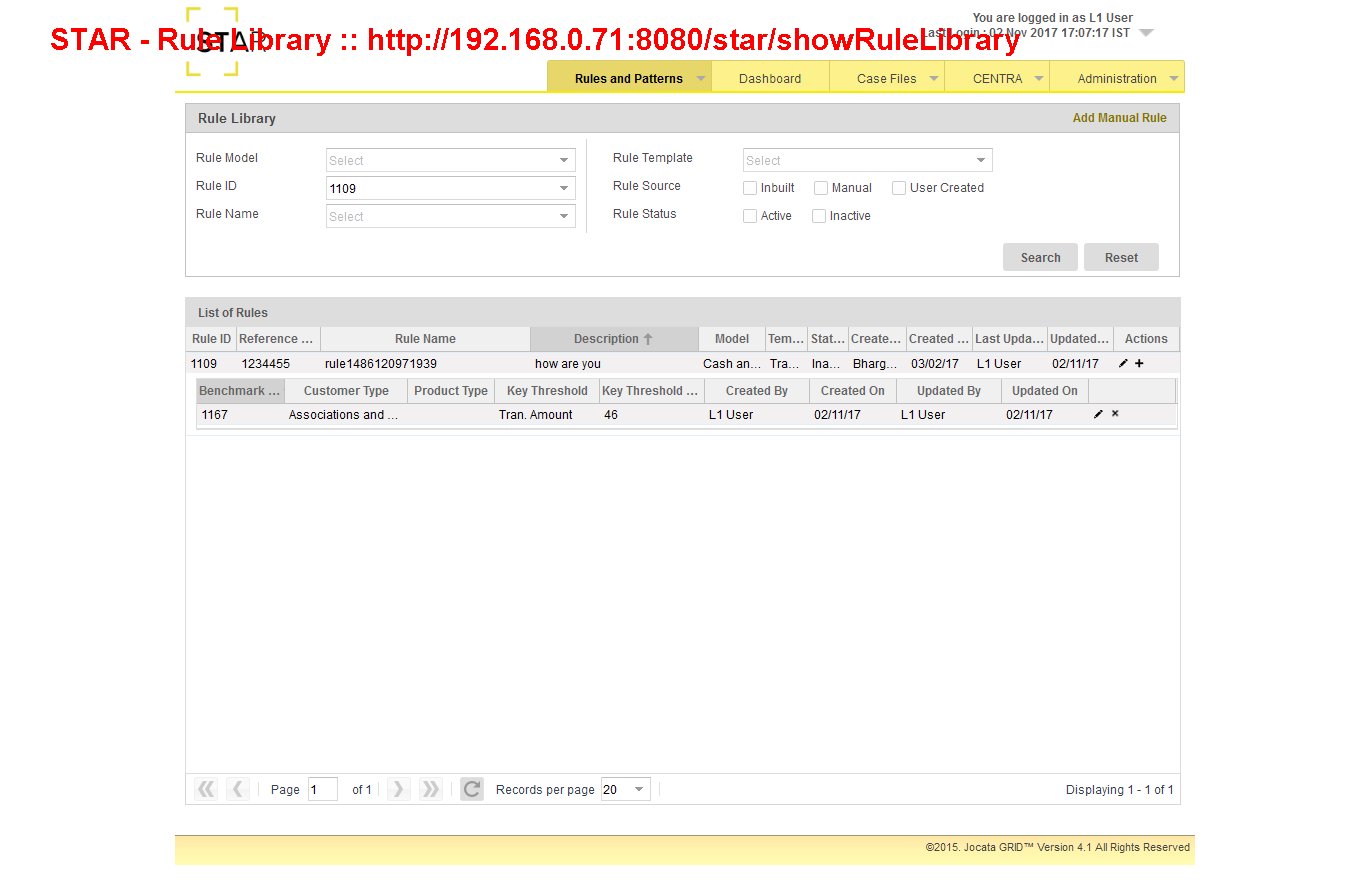 You are logged in as L1 User
STAR
STAR - Rule Library :: http://192.168.0.71:8080/star/showRuleLibrary
Last Login : 02 Nov 2017 17:07:17 IST
Rules and Patterns Dashboard Case Files CENTRA Administration
Rule Library Add Manual Rule
Rule Model Select Rule Template Select
Rule ID 1109 Rule Source Inbuilt Manual User Created
Rule Name Select Rule Status Active Inactive
Search Reset
List of Rules
Rule ID Reference ... Rule Name Description Model Tem... Stat... Create... Created ... Last Upda... Updated... Actions
1109 1234455 rule1486120971939 how are you Cash an... Tra... Ina... Bharg... 03/02/17 L1 User 02/11/17
Benchmark ... Customer Type Product Type Key Threshold Key Threshold ... Created By Created On Updated By Updated On
1167 Associations and ... Tran. Amount 46 L1 User 02/11/17 L1 User 02/11/17
Page 1 of 1 Records per page 20 Displaying 1 - 1 of 1
©2015. Jocata GRID™ Version 4.1 All Rights Reserved